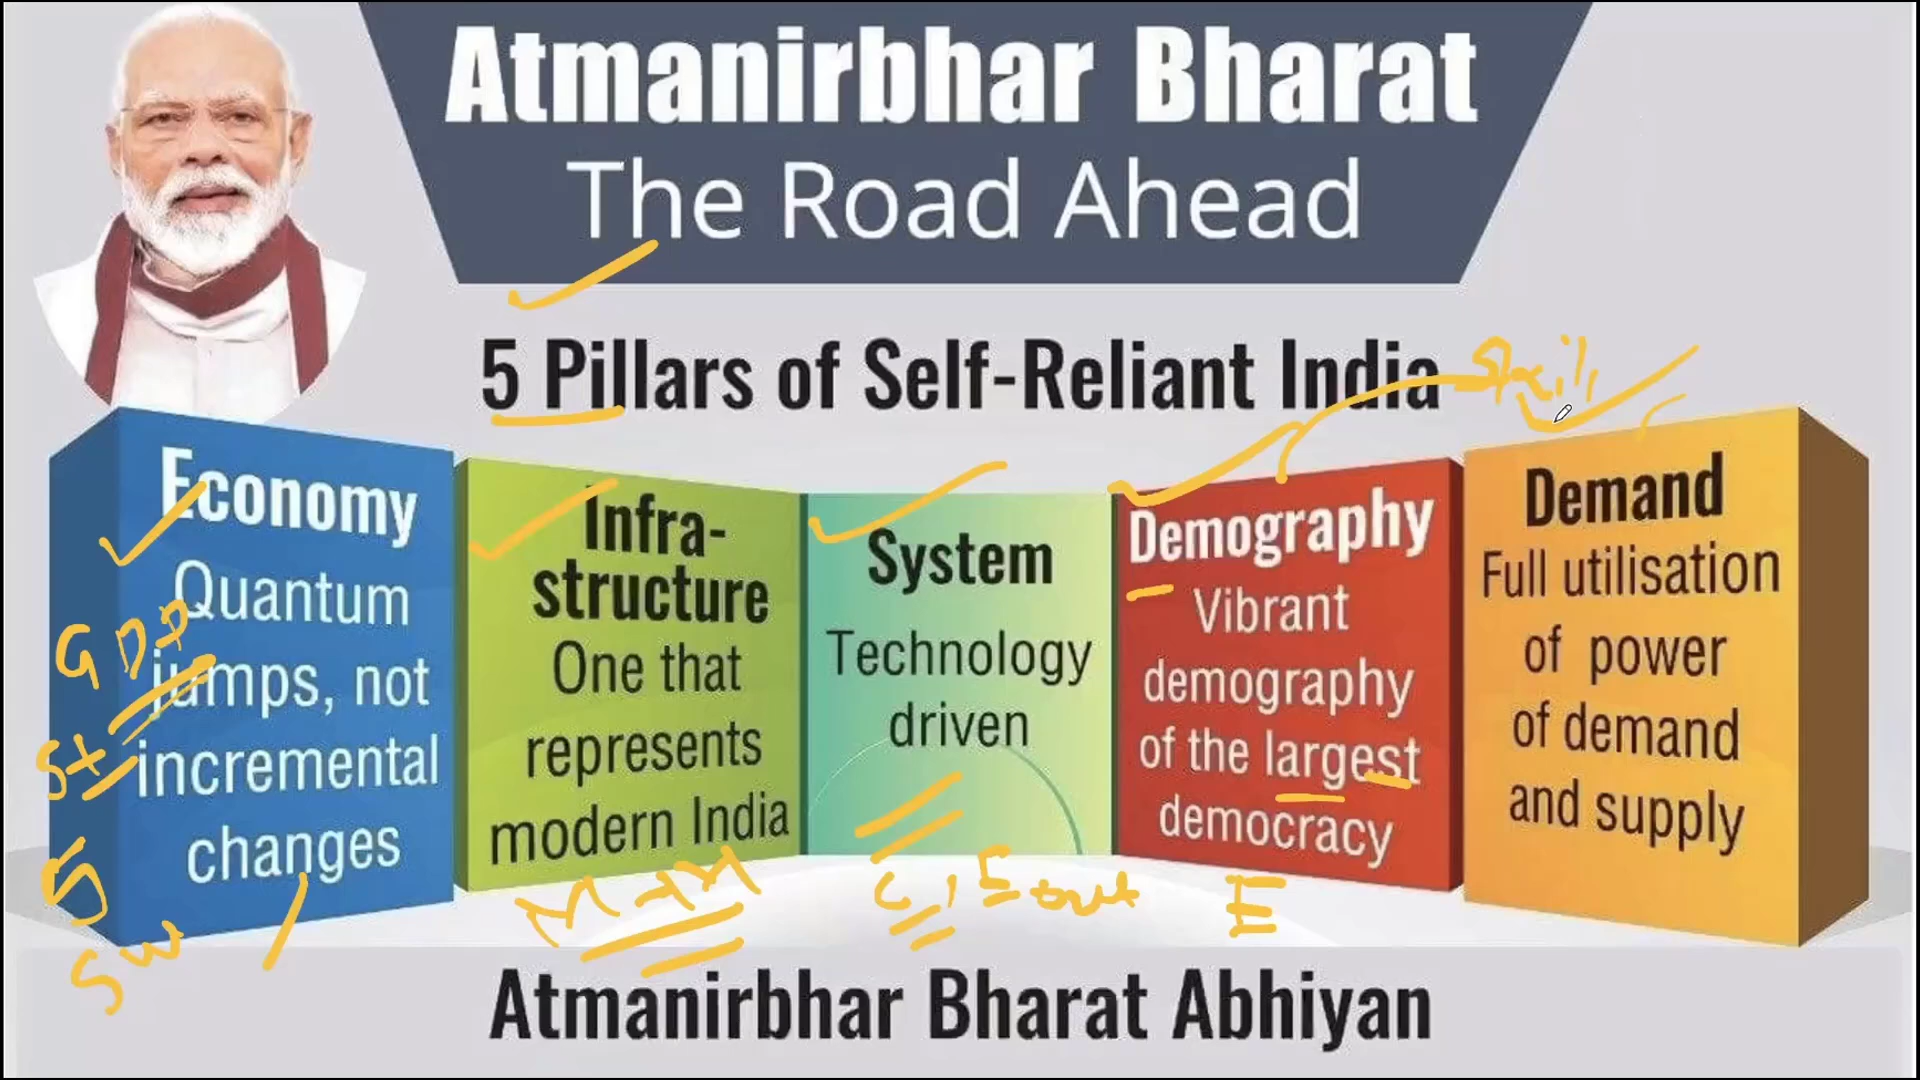 Atmanirbhar Bharat
The Road Ahead
5 Pillars of Self-Reliant India
Skill
Economy
Quantum
jumps, not
incremental
changes
Infra-
structure
One that
represents
modern India
System
Technology
driven
Demography
Vibrant
demography
of the largest
democracy
Demand
Full utilisation
of power
of demand
and supply
GDP
E
Atmanirbhar Bharat Abhiyan